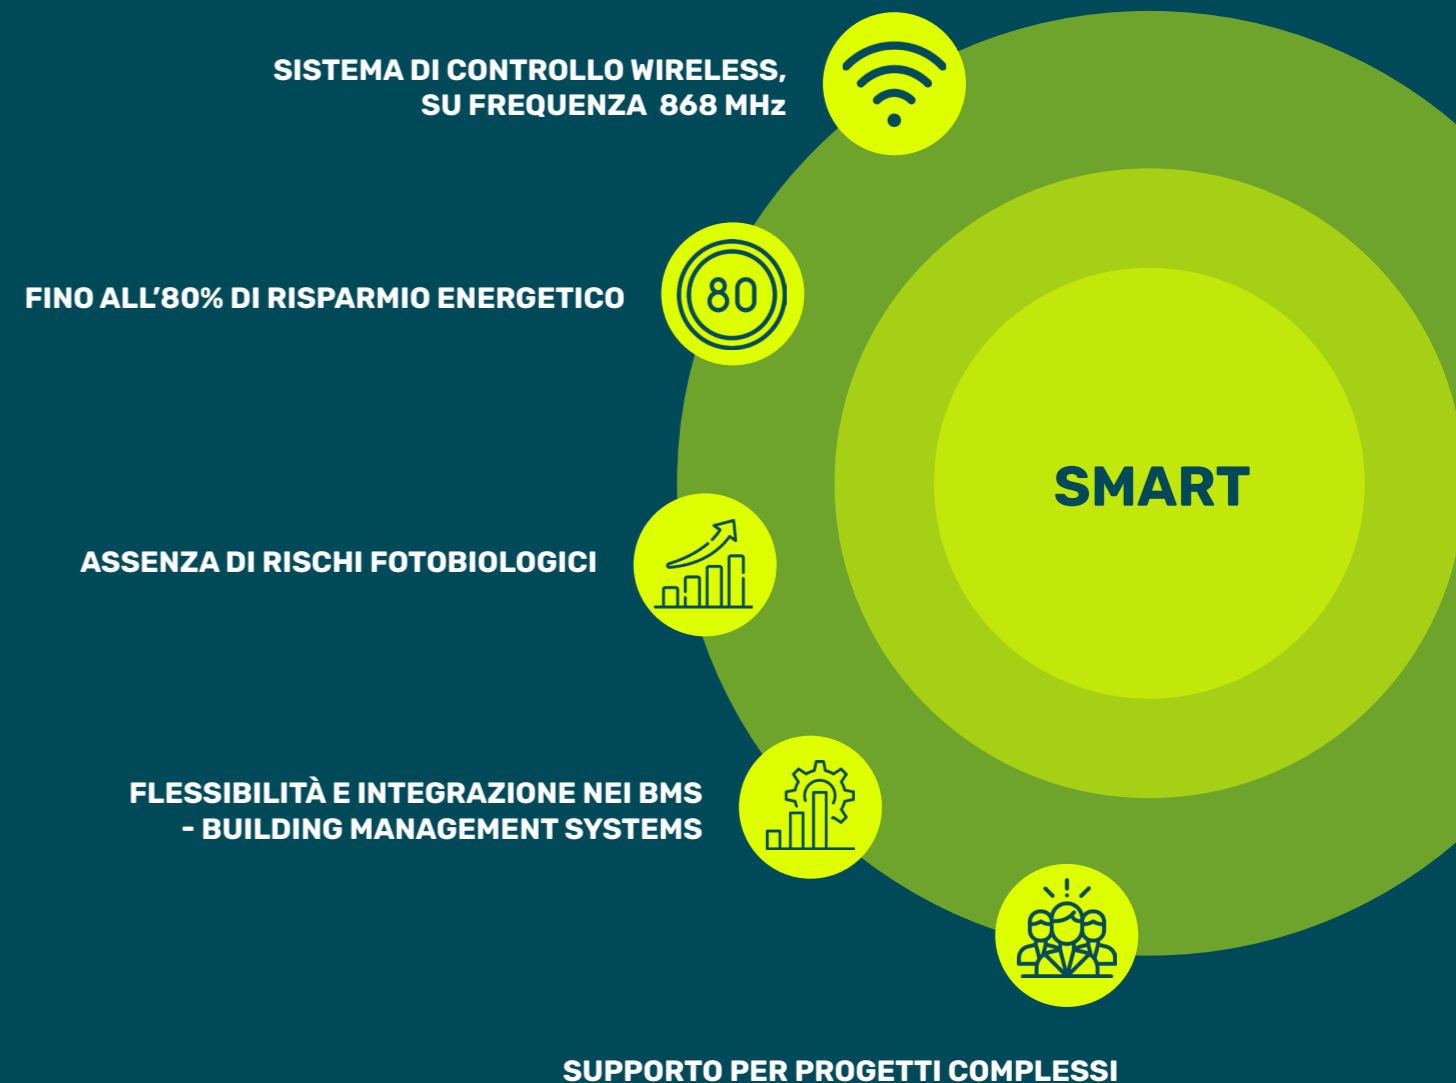 SISTEMA DI CONTROLLO WIRELESS,
SU FREQUENZA 868 MHz
FINO ALL'80% DI RISPARMIO ENERGETICO
80
SMART
ASSENZA DI RISCHI FOTOBIOLOGICI
FLESSIBILITÀ E INTEGRAZIONE NEI BMS
- BUILDING MANAGEMENT SYSTEMS
SUPPORTO PER PROGETTI COMPLESSI